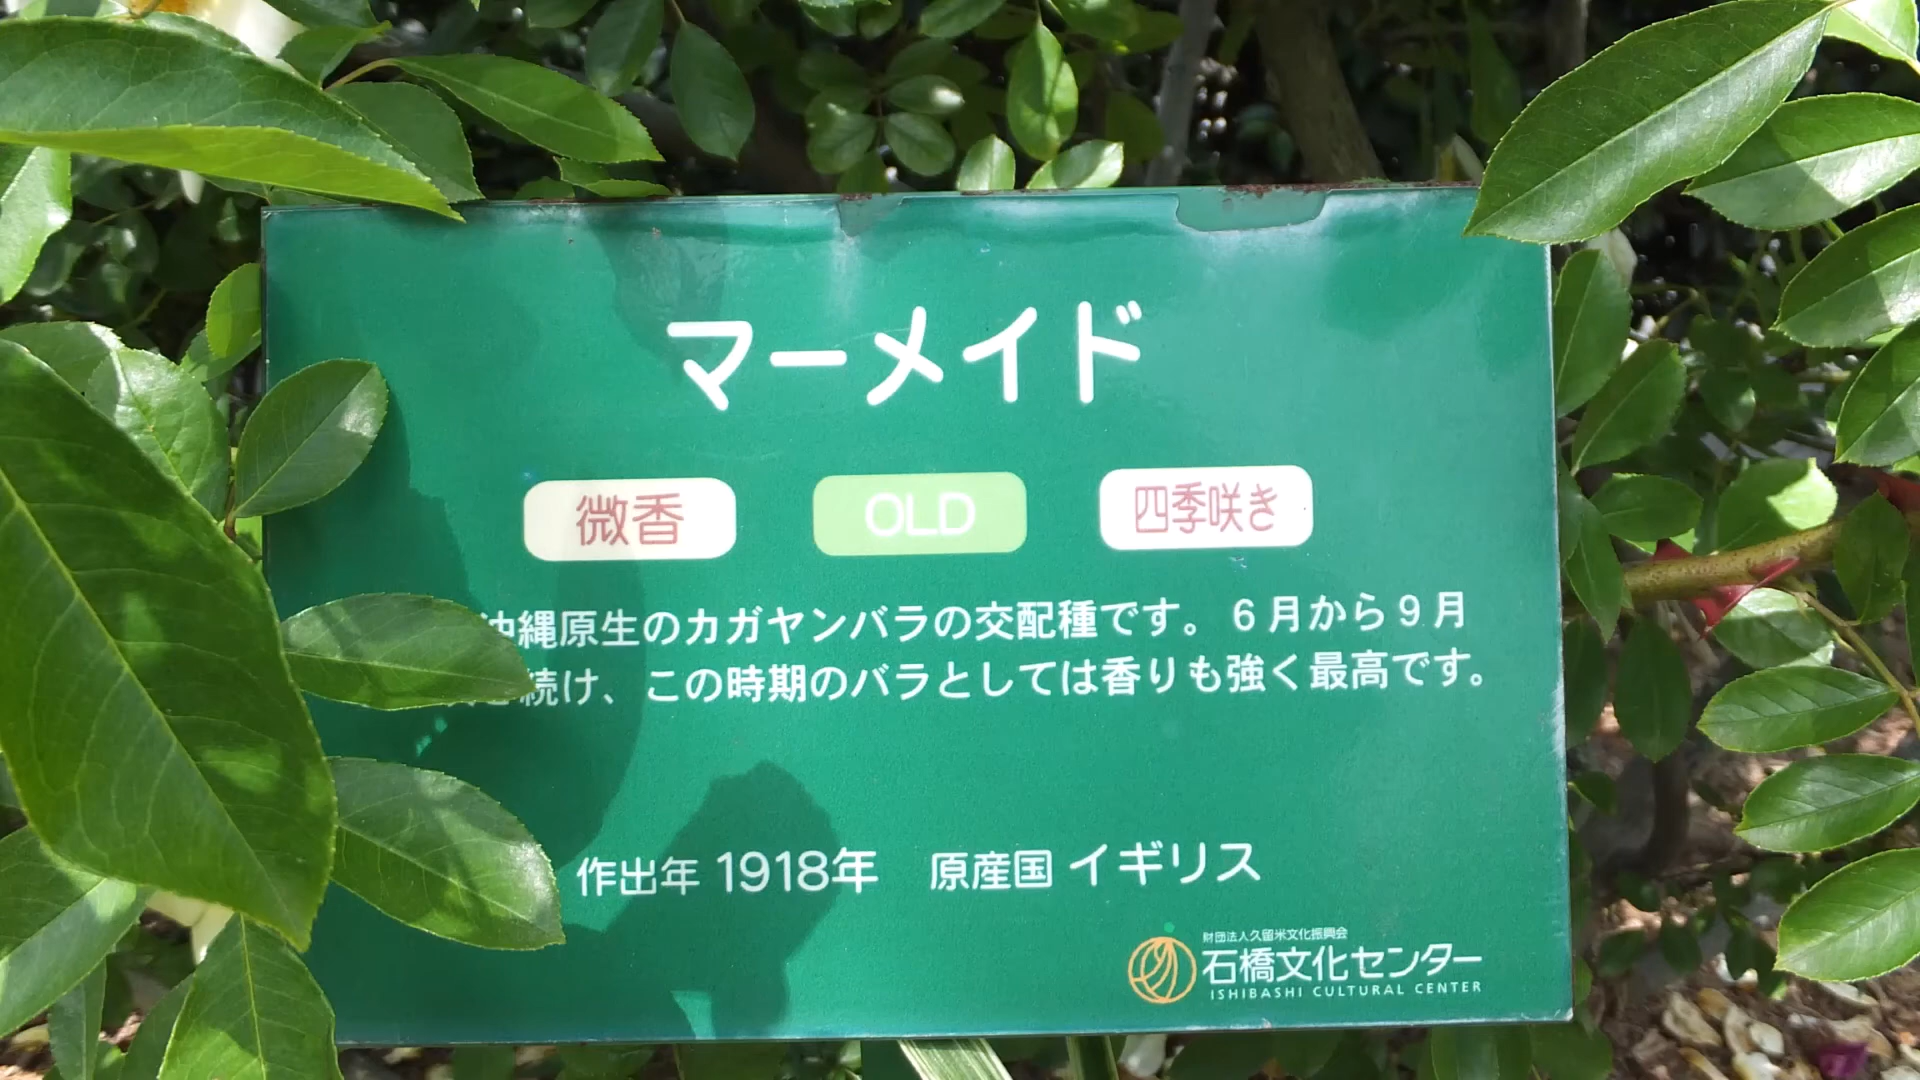 マーメイド
微香 OLD 四季咲き
沖縄原生のカガヤンバラの交配種です。6月から9月
続け、この時期のバラとしては香りも強く最高です。
作出年 1918年 原産国 イギリス
財団法人久留米文化振興会
石橋文化センター
ISHIBASHI CULTURAL CENTER